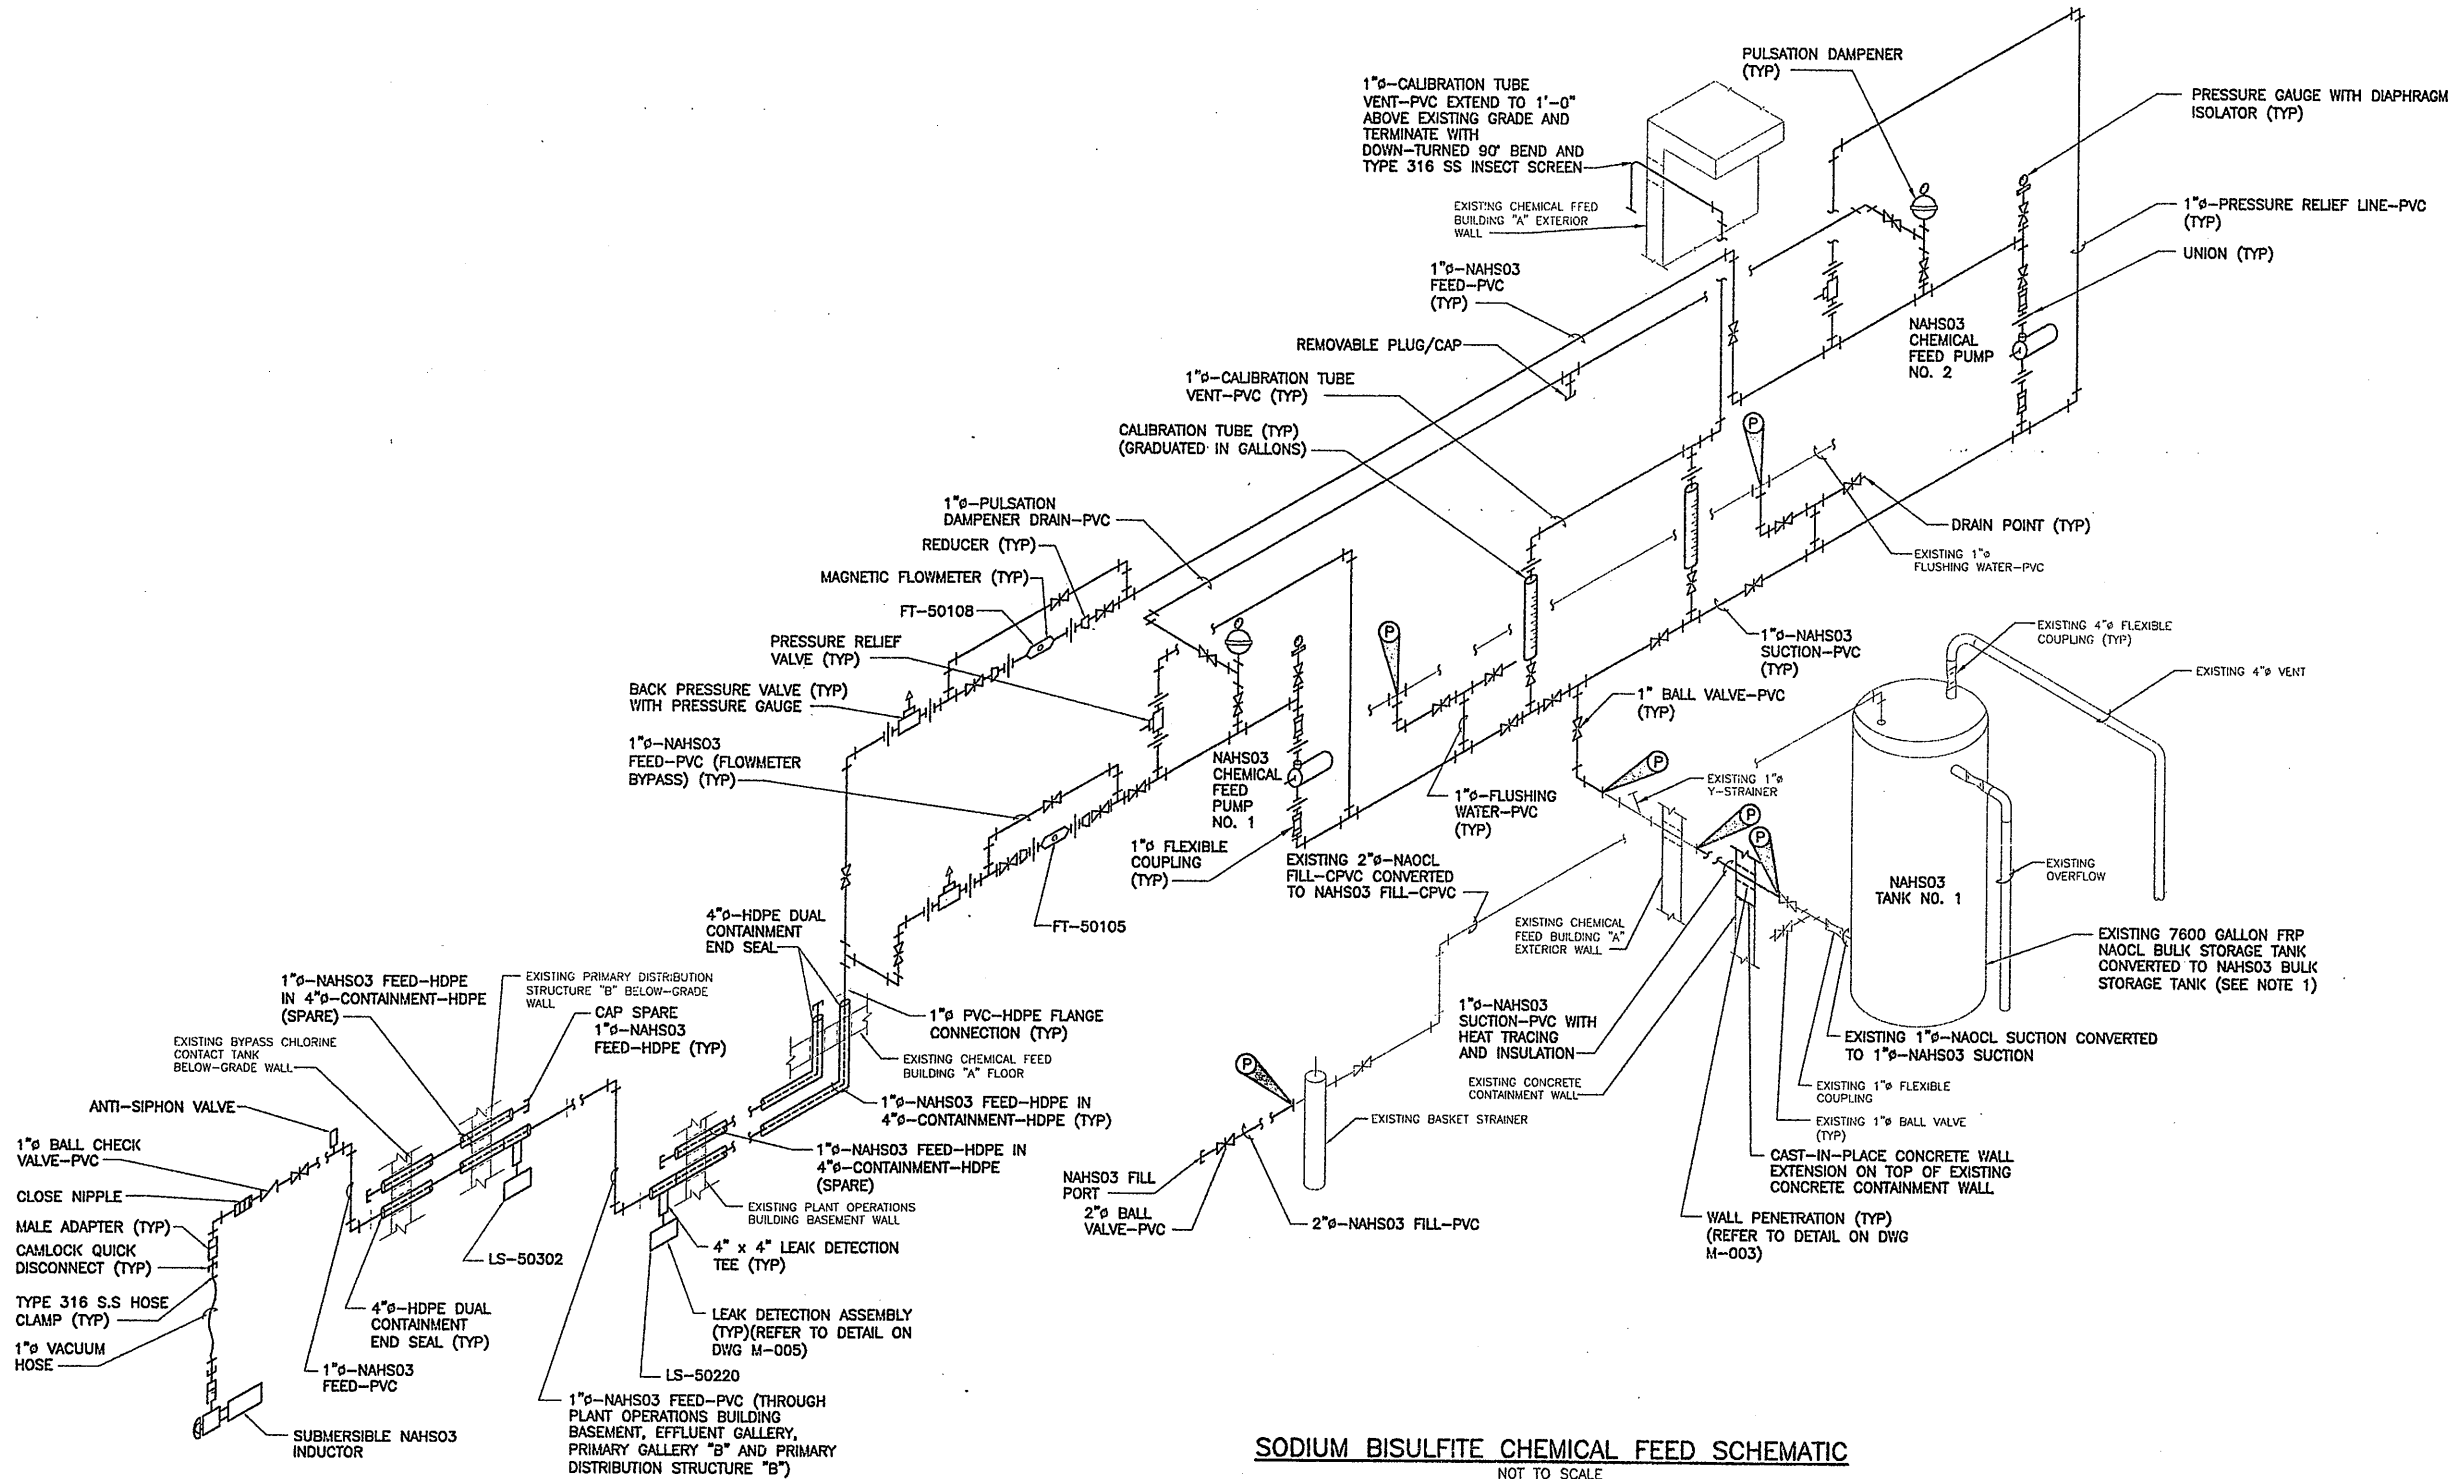 PULSATION DAMPENER
(TYP)
1"ø-CALIBRATION TUBE
VENT-PVC EXTEND TO 1'-0"
ABOVE EXISTING GRADE AND
TERMINATE WITH
DOWN-TURNED 90° BEND AND
TYPE 316 SS INSECT SCREEN
PRESSURE GAUGE WITH DIAPHRAGM
ISOLATOR (TYP)
EXISTING CHEMICAL FFED
BUILDING "A" EXTERIOR
WALL
1"ø-PRESSURE RELIEF LINE-PVC
(TYP)
UNION (TYP)
1"ø-NAHSO3
FEED-PVC
(TYP)
NAHSO3
CHEMICAL
FEED PUMP
NO. 2
REMOVABLE PLUG/CAP
1"ø-CALIBRATION TUBE
VENT-PVC (TYP)
CALIBRATION TUBE (TYP)
(GRADUATED IN GALLONS)
P
1"ø-PULSATION
DAMPENER DRAIN-PVC
REDUCER (TYP)
MAGNETIC FLOWMETER (TYP)
FT-50108
DRAIN POINT (TYP)
EXISTING 1"ø
FLUSHING WATER-PVC
PRESSURE RELIEF
VALVE (TYP)
P
1"ø-NAHSO3
SUCTION-PVC
(TYP)
EXISTING 4"ø FLEXIBLE
COUPLING (TYP)
EXISTING 4"ø VENT
BACK PRESSURE VALVE (TYP)
WITH PRESSURE GAUGE
1" BALL VALVE-PVC
(TYP)
1"ø-NAHSO3
FEED-PVC (FLOWMETER
BYPASS) (TYP)
NAHSO3
CHEMICAL
FEED
PUMP
NO. 1
P
EXISTING 1"ø
Y-STRAINER
1"ø-FLUSHING
WATER-PVC
(TYP)
P
P
1"ø FLEXIBLE
COUPLING
(TYP)
EXISTING 2"ø-NAOCL
FILL-CPVC CONVERTED
TO NAHSO3 FILL-CPVC
EXISTING
OVERFLOW
NAHSO3
TANK NO. 1
4"ø-HDPE DUAL
CONTAINMENT
END SEAL
FT-50105
EXISTING CHEMICAL
FEED BUILDING "A"
EXTERIOR WALL
EXISTING 7600 GALLON FRP
NAOCL BULK STORAGE TANK
CONVERTED TO NAHSO3 BULK
STORAGE TANK (SEE NOTE 1)
1"ø-NAHSO3 FEED-HDPE
IN 4"ø-CONTAINMENT-HDPE
(SPARE)
EXISTING PRIMARY DISTRIBUTION
STRUCTURE "B" BELOW-GRADE
WALL
CAP SPARE
1"ø-NAHSO3
FEED-HDPE (TYP)
1"ø PVC-HDPE FLANGE
CONNECTION (TYP)
1"ø-NAHSO3
SUCTION-PVC WITH
HEAT TRACING
AND INSULATION
EXISTING 1"ø-NAOCL SUCTION CONVERTED
TO 1"ø-NAHSO3 SUCTION
EXISTING BYPASS CHLORINE
CONTACT TANK
BELOW-GRADE WALL
EXISTING CHEMICAL FEED
BUILDING "A" FLOOR
EXISTING CONCRETE
CONTAINMENT WALL
EXISTING 1"ø FLEXIBLE
COUPLING
P
ANTI-SIPHON VALVE
1"ø-NAHSO3 FEED-HDPE IN
4"ø-CONTAINMENT-HDPE (TYP)
EXISTING BASKET STRAINER
EXISTING 1"ø BALL VALVE
(TYP)
1"ø BALL CHECK
VALVE-PVC
1"ø-NAHSO3 FEED-HDPE IN
4"ø-CONTAINMENT-HDPE
(SPARE)
CAST-IN-PLACE CONCRETE WALL
EXTENSION ON TOP OF EXISTING
CONCRETE CONTAINMENT WALL
CLOSE NIPPLE
NAHSO3 FILL
PORT
MALE ADAPTER (TYP)
EXISTING PLANT OPERATIONS
BUILDING BASEMENT WALL
2"ø BALL
VALVE-PVC
2"ø-NAHSO3 FILL-PVC
WALL PENETRATION (TYP)
(REFER TO DETAIL ON DWG
M-003)
CAMLOCK QUICK
DISCONNECT (TYP)
LS-50302
4" x 4" LEAK DETECTION
TEE (TYP)
TYPE 316 S.S HOSE
CLAMP (TYP)
4"ø-HDPE DUAL
CONTAINMENT
END SEAL (TYP)
LEAK DETECTION ASSEMBLY
(TYP)(REFER TO DETAIL ON
DWG M-005)
1"ø VACUUM
HOSE
1"ø-NAHSO3
FEED-PVC
LS-50220
1"ø-NAHSO3 FEED-PVC (THROUGH
PLANT OPERATIONS BUILDING
BASEMENT, EFFLUENT GALLERY,
PRIMARY GALLERY "B" AND PRIMARY
DISTRIBUTION STRUCTURE "B")
SUBMERSIBLE NAHSO3
INDUCTOR
SODIUM BISULFITE CHEMICAL FEED SCHEMATIC
NOT TO SCALE